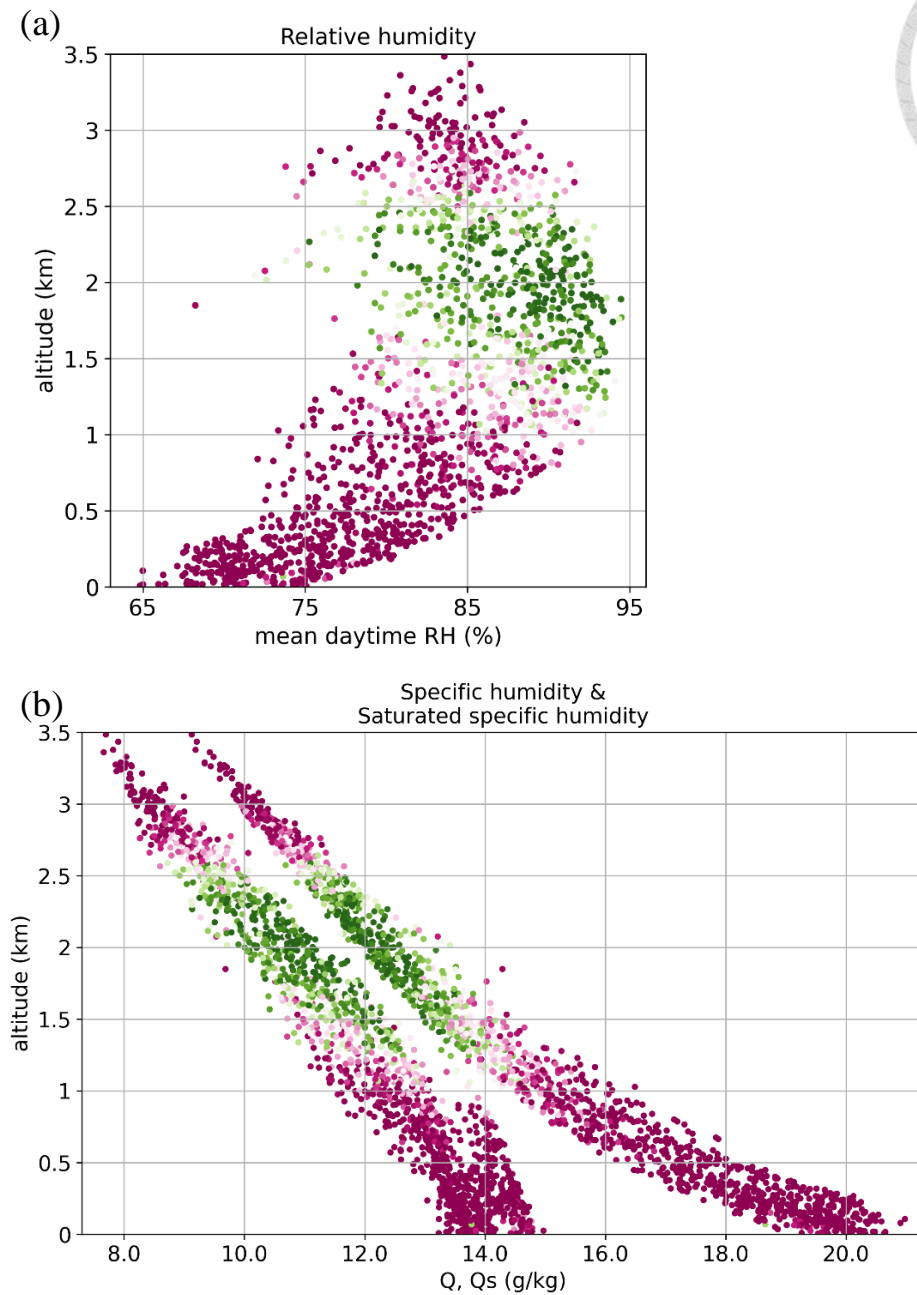 (a)
Relative humidity
3.5
3
2.5
2
1.5
1
0.5
0
altitude (km)
65 75 85 95
mean daytime RH (%)
(b)
Specific humidity &
Saturated specific humidity
3.5
3
2.5
2
1.5
1
0.5
0
altitude (km)
8.0 10.0 12.0 14.0 16.0 18.0 20.0
Q, Qs (g/kg)